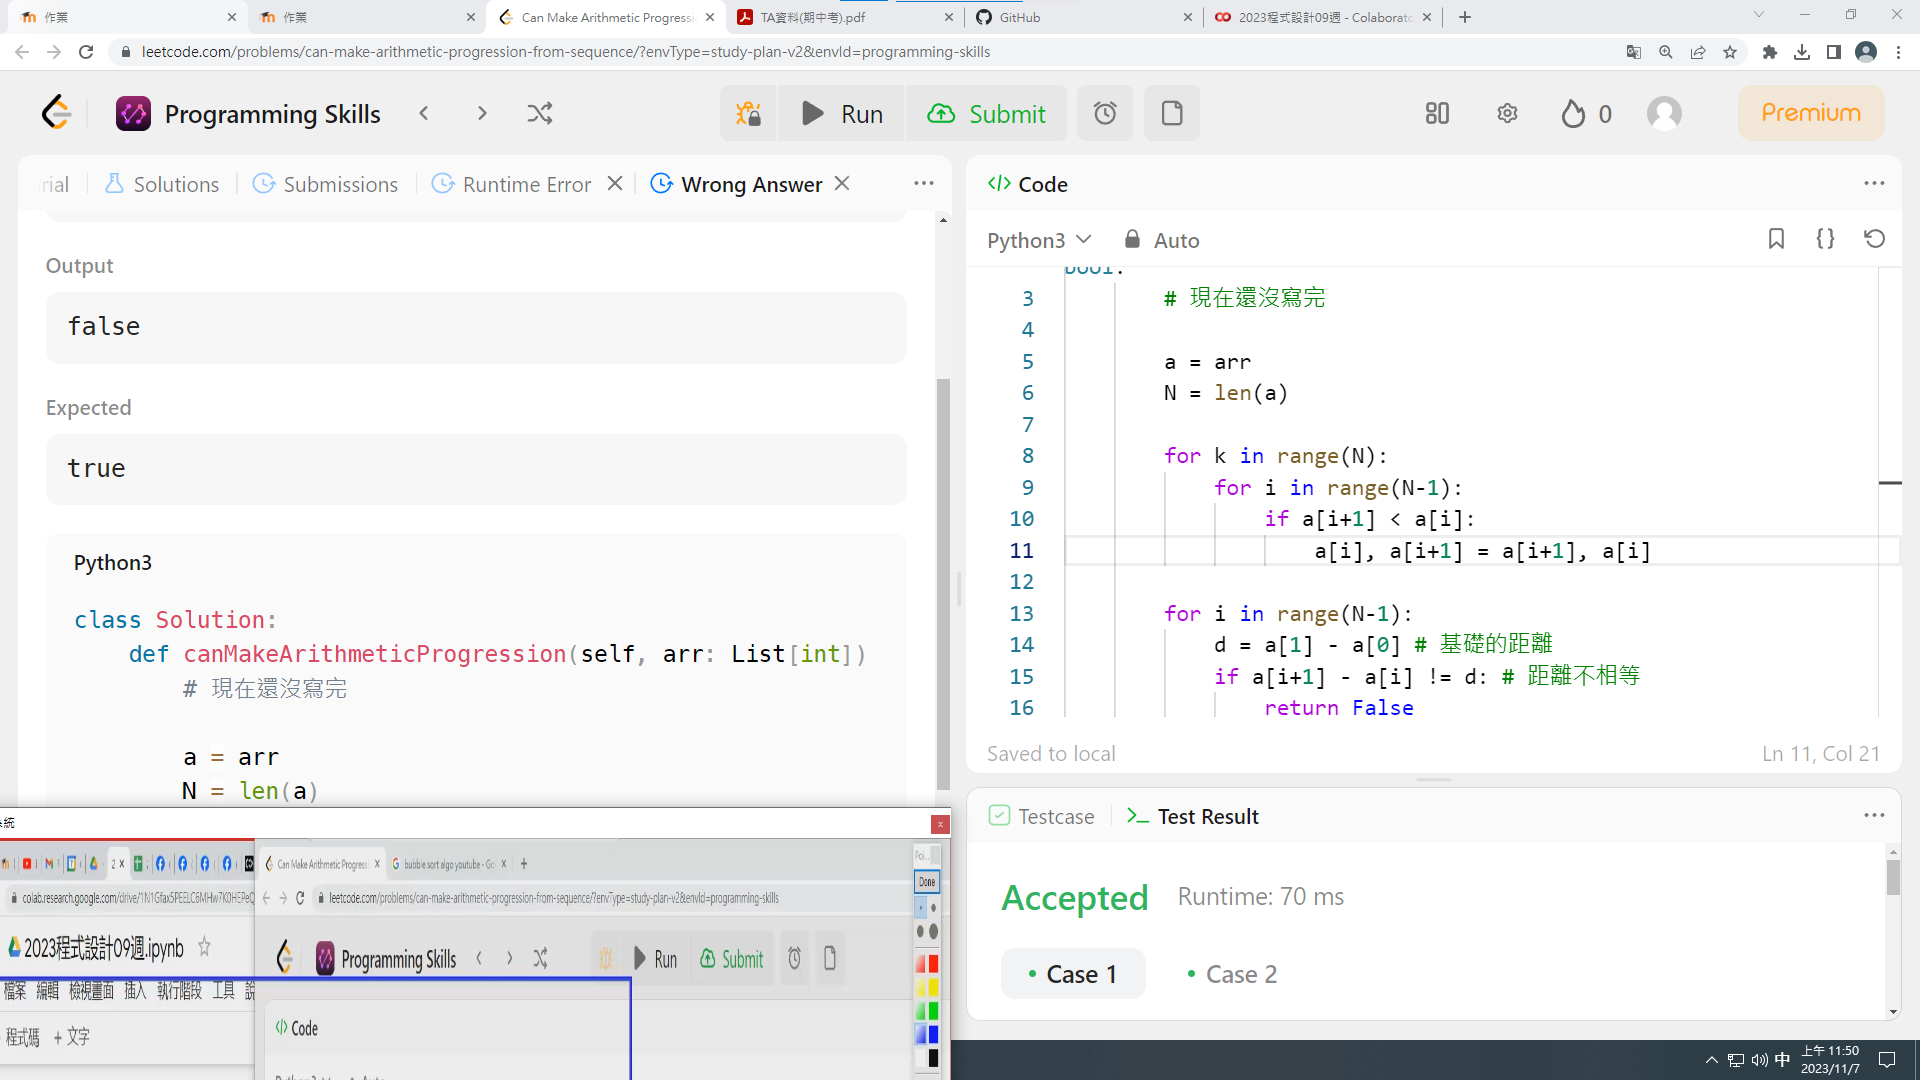 作業
作業
Can Make Arithmetic Progressi
TA資料(期中考).pdf
GitHub
2023程式設計09週 - Colaborato
leetcode.com/problems/can-make-arithmetic-progression-from-sequence/?envType=study-plan-v2&envId=programming-skills
Programming Skills
Run
Submit
0
Premium
rial
Solutions
Submissions
Runtime Error
Wrong Answer
Output
false
Expected
true
Python3
class Solution:
def canMakeArithmeticProgression(self, arr: List[int])
# 現在還沒寫完
a = arr
N = len(a)
</> Code
Python3
Auto
bool:
3 # 現在還沒寫完
4
5 a = arr
6 N = len(a)
7
8 for k in range(N):
9 for i in range(N-1):
10 if a[i+1] < a[i]:
11 a[i], a[i+1] = a[i+1], a[i]
12
13 for i in range(N-1):
14 d = a[1] - a[0] # 基礎的距離
15 if a[i+1] - a[i] != d: # 距離不相等
16 return False
Saved to local
Ln 11, Col 21
Testcase
Test Result
Accepted
Runtime: 70 ms
Case 1
Case 2
統
2
Can Make Arithmetic Progress
bubble sort algo youtube - Go
colab.research.google.com/drive/1N1Gfax5PEELC6MHw7K0HEPeQ
leetcode.com/problems/can-make-arithmetic-progression-from-sequence/?envType=study-plan-v2&envId=programming-skills
Done
2023程式設計09週.ipynb
Programming Skills
Run
Submit
檔案 編輯 檢視畫面 插入 執行階段 工具 說
</> Code
程式碼 + 文字
中
上午 11:50
2023/11/7